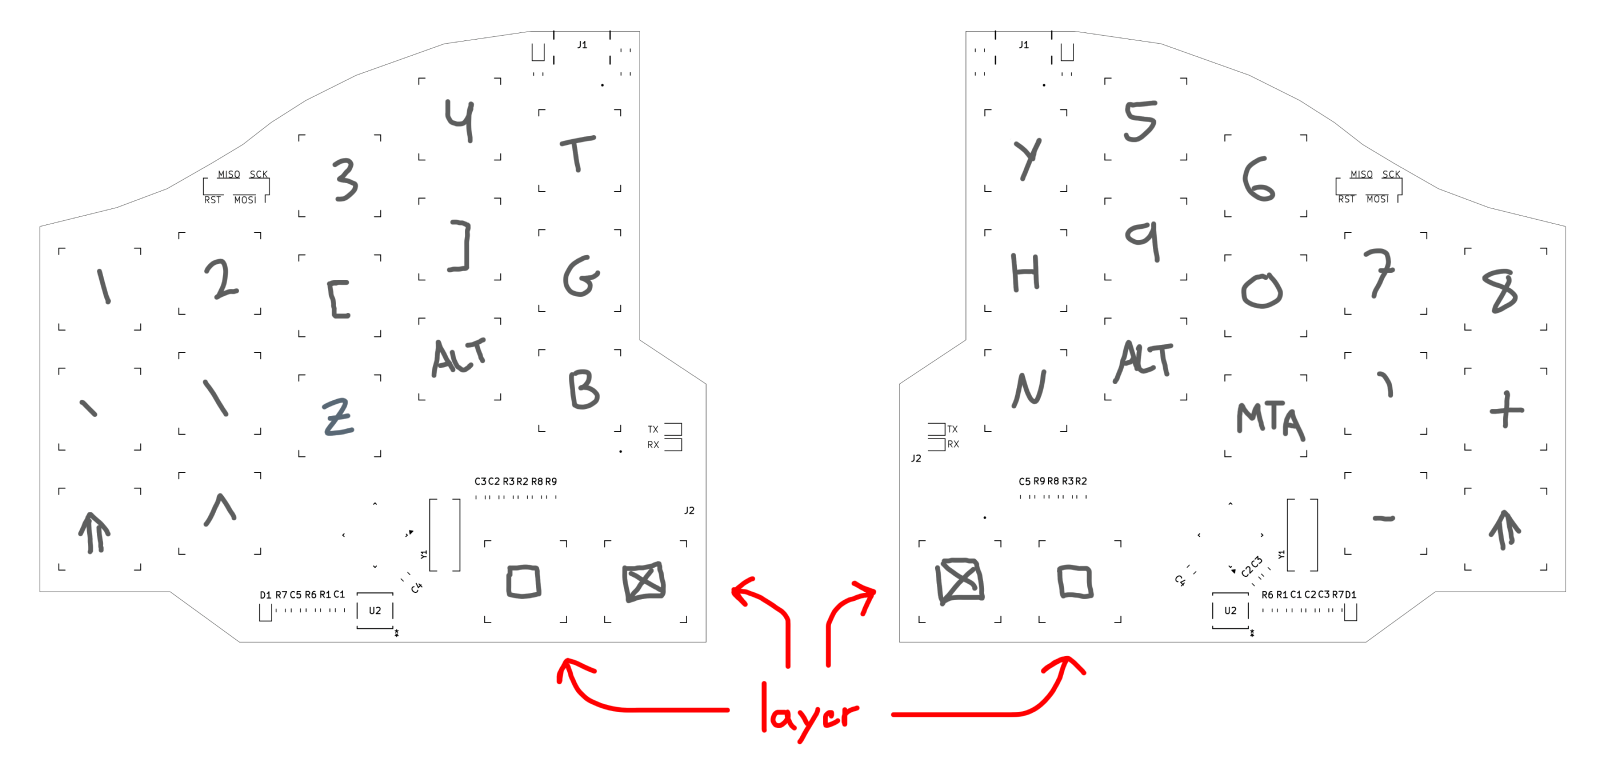 J1 J1
4 5
T Y
3 6
MISO SCK MISO SCK
RST MOSI RST MOSI
] 9
1 2 [ G H O 7 8
ALT ALT
` \ Z B N MTA ' +
TX TX
RX RX
J2
C3 C2 R3 R2 R8 R9 C5 R9 R8 R3 R2
J2
^ -
Y1 Y1
C4 C2 C3
D1 R7 C5 R6 R1 C1 R6 R1 C1 C2 C3 R7 D1
U2 U2
* *
layer